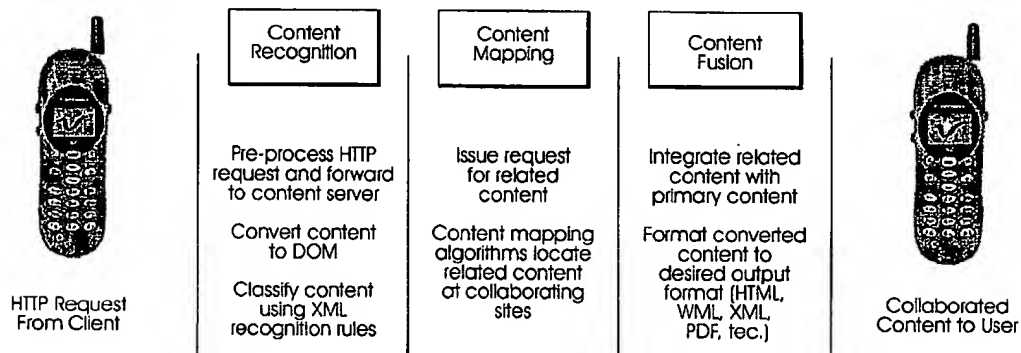 Content
Recognition
Content
Mapping
Content
Fusion
HTTP Request
From Client
Pre-process HTTP
request and forward
to content server
Convert content
to DOM
Classify content
using XML
recognition rules
Issue request
for related
content
Content mapping
algorithms locate
related content
at collaborating
sites
Integrate related
content with
primary content
Format converted
content to
desired output
format (HTML,
WML, XML,
PDF, tec.)
Collaborated
Content to User